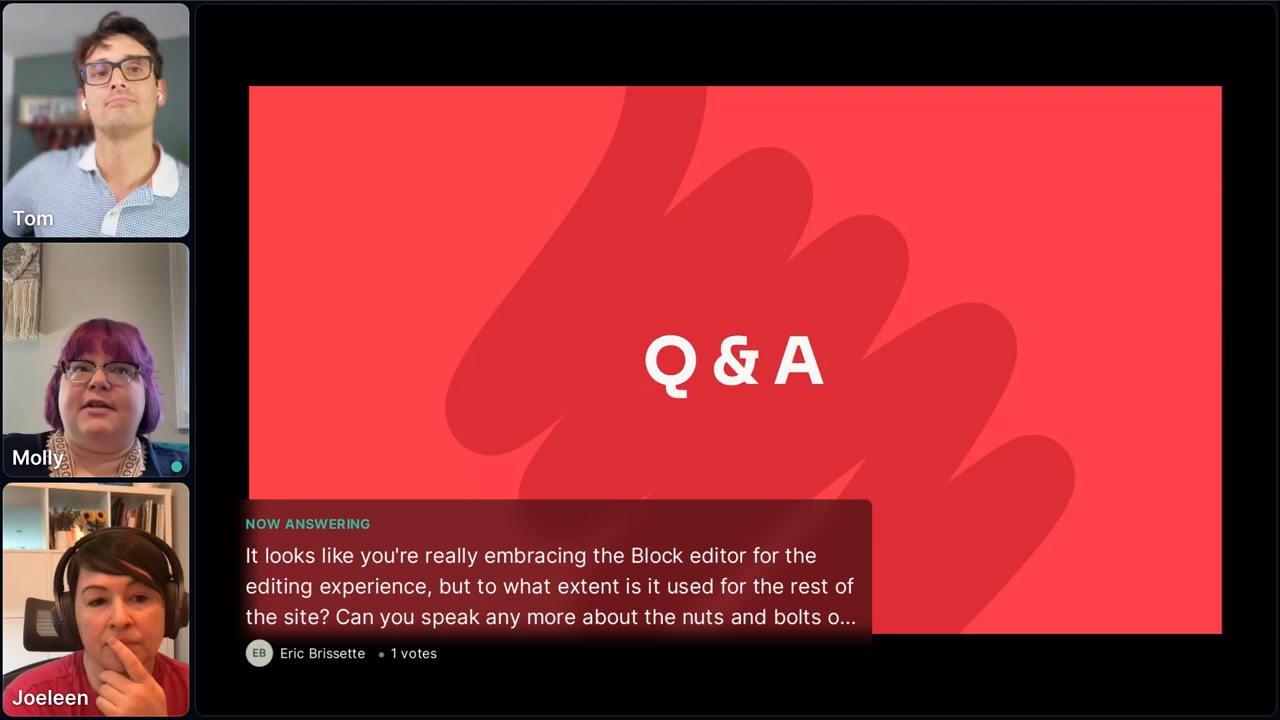 Tom
Molly
Joeleen
Q & A
NOW ANSWERING
It looks like you're really embracing the Block editor for the
editing experience, but to what extent is it used for the rest of
the site? Can you speak any more about the nuts and bolts o...
EB Eric Brissette • 1 votes